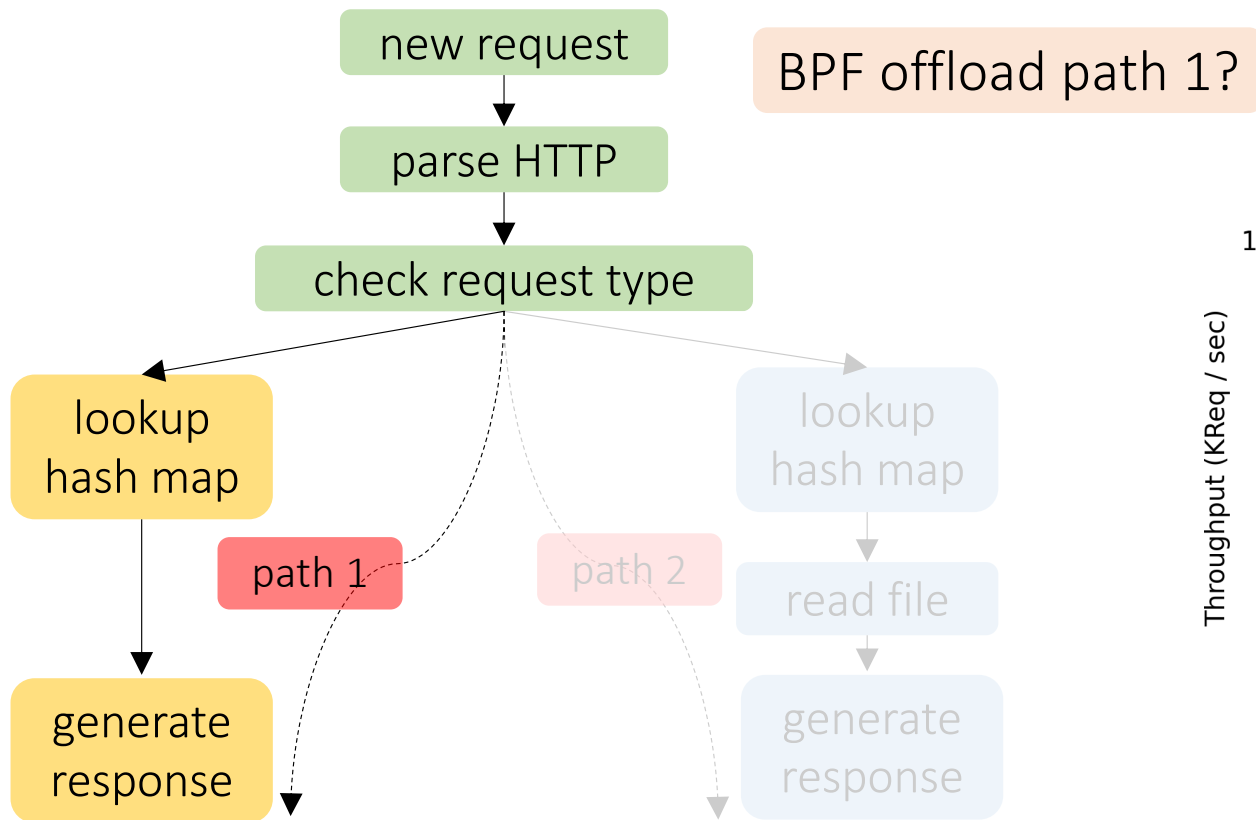 new request
BPF offload path 1?
parse HTTP
check request type
1
Throughput (KReq / sec)
lookup
hash map
lookup
hash map
path 1
path 2
read file
generate
response
generate
response